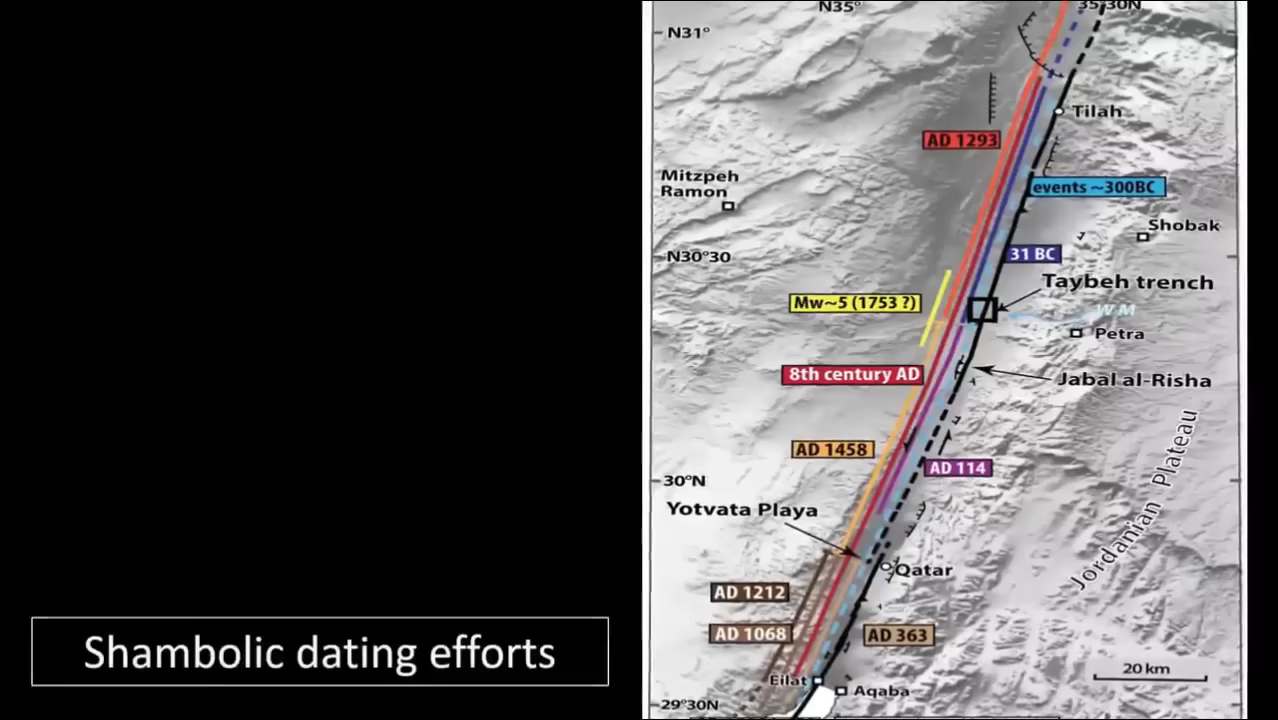 N35°
35°30N
N31°
Tilah
AD 1293
Mitzpeh
Ramon
events ~300BC
Shobak
N30°30
31 BC
Taybeh trench
Mw~5 (1753 ?)
W M
Petra
8th century AD
Jabal al-Risha
Jordanian Plateau
AD 1458
AD 114
30°N
Yotvata Playa
Qatar
AD 1212
AD 1068
AD 363
Shambolic dating efforts
20 km
Eilat
Aqaba
29°30N